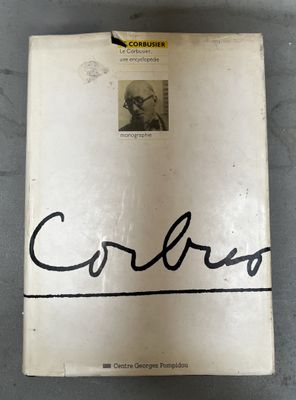 CORBUSIER
Le Corbusier,
une encyclopédie
monographie
Corbu
Centre Georges Pompidou